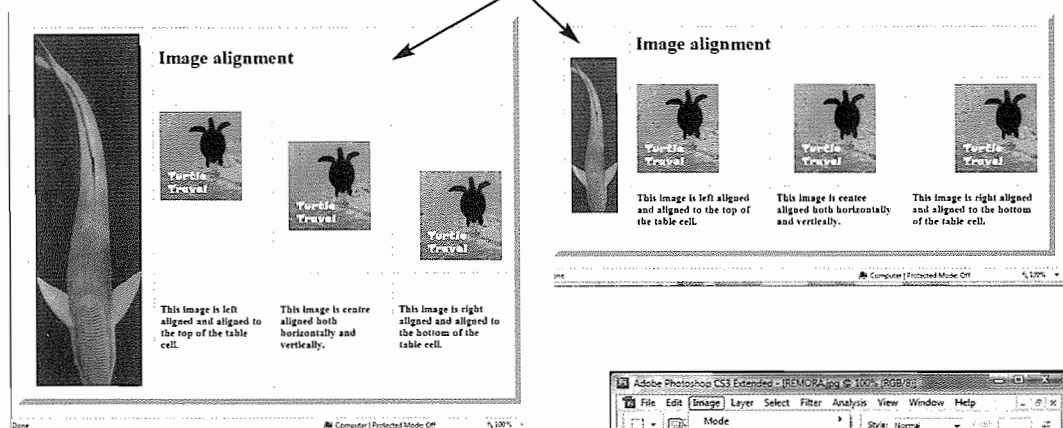 Image alignment
Turtle
Travel
Turtle
Travel
Turtle
Travel
This image is left
aligned and aligned to
the top of the table
cell.
This image is centre
aligned both
horizontally and
vertically.
This image is right
aligned and aligned to
the bottom of the
table cell.
Done
Computer | Protected Mode: Off
100%
Image alignment
Turtle
Travel
Turtle
Travel
Turtle
Travel
This image is left aligned
and aligned to the top of
the table cell.
This image is centre
aligned both horizontally
and vertically.
This image is right aligned
and aligned to the bottom
of the table cell.
Computer | Protected Mode: Off
100%
Adobe Photoshop CS3 Extended - [REMORA.jpg @ 100% (RGB/8)]
File Edit Image Layer Select Filter Analysis View Window Help
Mode
Style: Normal